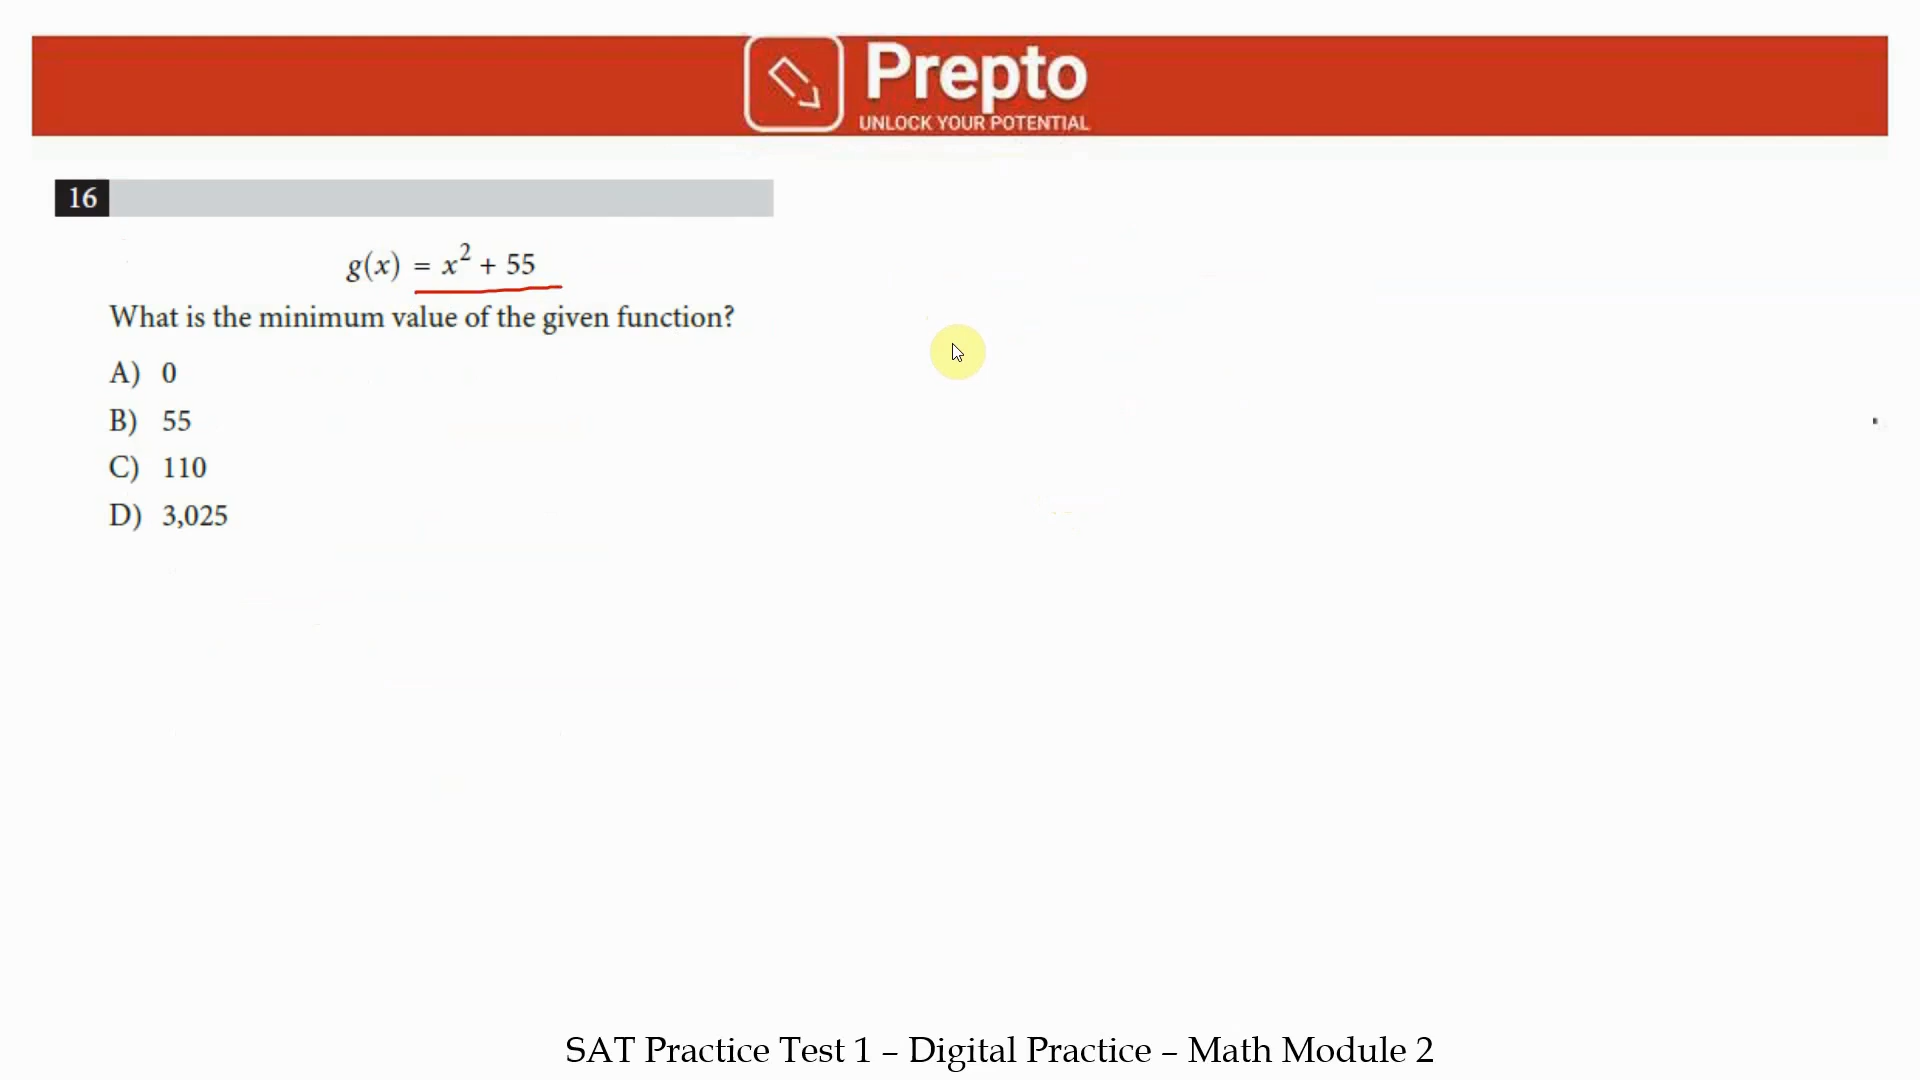 Prepto
UNLOCK YOUR POTENTIAL
16
g(x) = x² + 55
What is the minimum value of the given function?
A) 0
B) 55
C) 110
D) 3,025
SAT Practice Test 1 – Digital Practice – Math Module 2